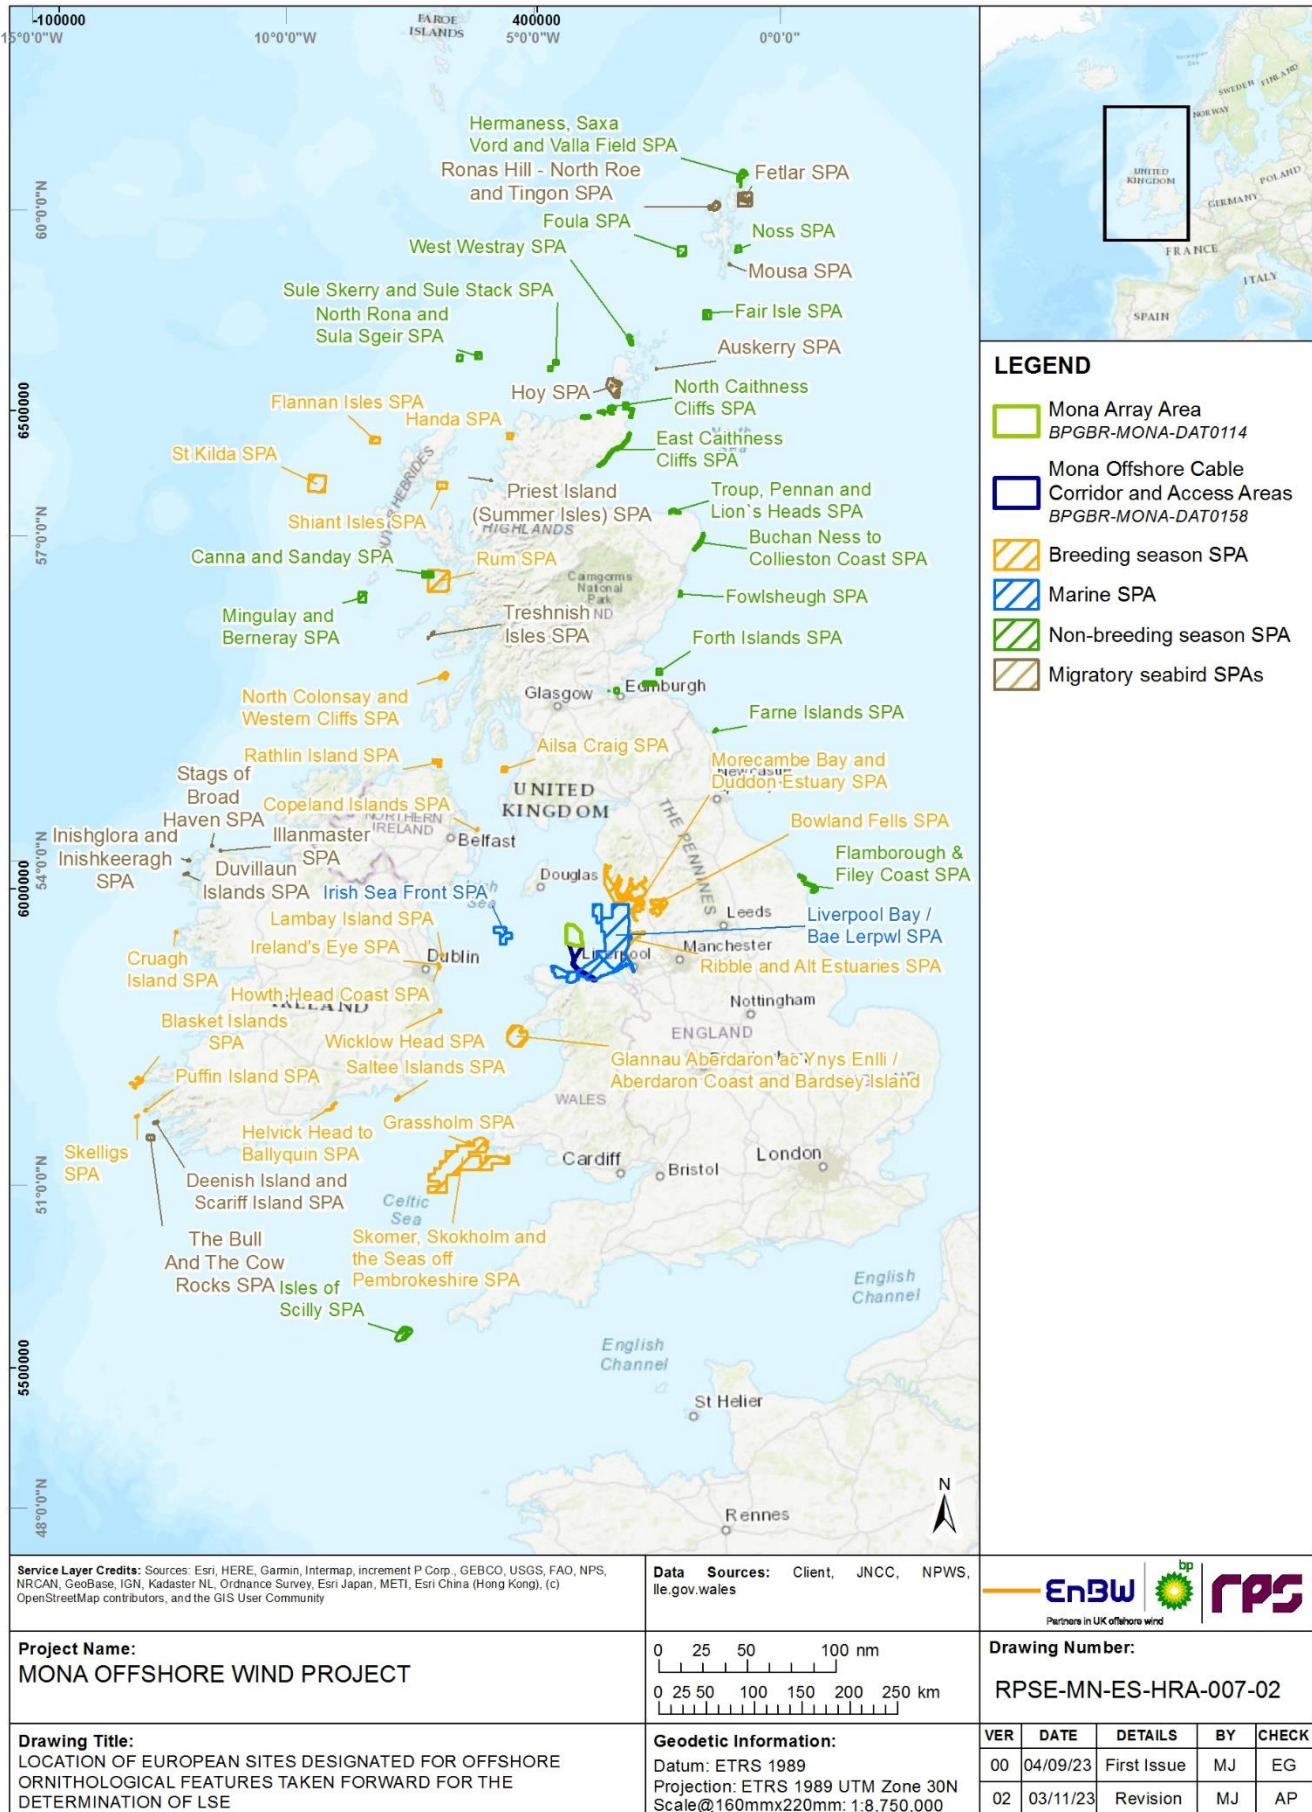 -100000
400000
15°0'0"W
10°0'0"W
5°0'0"W
0°0'0"
FAROE
ISLANDS
Hermaness, Saxa
Vord and Valla Field SPA
Ronas Hill - North Roe
and Tingon SPA
Fetlar SPA
60°0'0"N
Foula SPA
Noss SPA
West Westray SPA
Mousa SPA
Sule Skerry and Sule Stack SPA
North Rona and
Sula Sgeir SPA
Fair Isle SPA
Auskerry SPA
Hoy SPA
North Caithness
Cliffs SPA
6500000
Flannan Isles SPA
Handa SPA
East Caithness
Cliffs SPA
St Kilda SPA
HEBRIDES
Priest Island
(Summer Isles) SPA
Shiant Isles SPA
HIGHLANDS
Troup, Pennan and
Lion`s Heads SPA
57°0'0"N
Buchan Ness to
Collieston Coast SPA
Canna and Sanday SPA
Rum SPA
Cairngorms
National
Park
Fowlsheugh SPA
Mingulay and
Berneray SPA
Treshnish
Isles SPA
ND
Forth Islands SPA
North Colonsay and
Western Cliffs SPA
Glasgow
Edinburgh
Farne Islands SPA
Rathlin Island SPA
Ailsa Craig SPA
Morecambe Bay and
Duddon Estuary SPA
Newcastle
Stags of
Broad
Haven SPA
UNITED
KINGDOM
Copeland Islands SPA
NORTHERN
IRELAND
THE PENNINES
Bowland Fells SPA
Inishglora and
Inishkeeragh
SPA
Illanmaster
SPA
Belfast
Duvillaun
Islands SPA
Douglas
Flamborough &
Filey Coast SPA
54°0'0"N
6000000
Irish Sea Front SPA
Sea
Lambay Island SPA
Leeds
Liverpool Bay /
Bae Lerpwl SPA
Ireland's Eye SPA
Cruagh
Island SPA
Dublin
Liverpool
Manchester
Ribble and Alt Estuaries SPA
Howth Head Coast SPA
IRELAND
Nottingham
Blasket Islands
SPA
Wicklow Head SPA
ENGLAND
Puffin Island SPA
Saltee Islands SPA
Glannau Aberdaron ac Ynys Enlli /
Aberdaron Coast and Bardsey Island
WALES
Skelligs
SPA
Helvick Head to
Ballyquin SPA
Grassholm SPA
Cardiff
Bristol
London
51°0'0"N
Deenish Island and
Scariff Island SPA
Celtic
Sea
The Bull
And The Cow
Rocks SPA
Skomer, Skokholm and
the Seas off
Pembrokeshire SPA
Isles of
Scilly SPA
English
Channel
English
Channel
5500000
St Helier
48°0'0"N
Rennes
N
Norwegian
Sea
SWEDEN
FINLAND
NORWAY
UNITED
KINGDOM
POLAND
GERMANY
FRANCE
ITALY
SPAIN
LEGEND
Mona Array Area
BPGBR-MONA-DAT0114
Mona Offshore Cable
Corridor and Access Areas
BPGBR-MONA-DAT0158
Breeding season SPA
Marine SPA
Non-breeding season SPA
Migratory seabird SPAs
Service Layer Credits: Sources: Esri, HERE, Garmin, Intermap, increment P Corp., GEBCO, USGS, FAO, NPS,
NRCAN, GeoBase, IGN, Kadaster NL, Ordnance Survey, Esri Japan, METI, Esri China (Hong Kong), (c)
OpenStreetMap contributors, and the GIS User Community
Data Sources: Client, JNCC, NPWS,
lle.gov.wales
EnBW
bp
rps
Partners in UK offshore wind
Project Name:
MONA OFFSHORE WIND PROJECT
0 25 50 100 nm
0 25 50 100 150 200 250 km
Drawing Number:
RPSE-MN-ES-HRA-007-02
Drawing Title:
LOCATION OF EUROPEAN SITES DESIGNATED FOR OFFSHORE
ORNITHOLOGICAL FEATURES TAKEN FORWARD FOR THE
DETERMINATION OF LSE
Geodetic Information:
Datum: ETRS 1989
Projection: ETRS 1989 UTM Zone 30N
Scale@160mmx220mm: 1:8.750.000
VER DATE DETAILS BY CHECK
00 04/09/23 First Issue MJ EG
02 03/11/23 Revision MJ AP